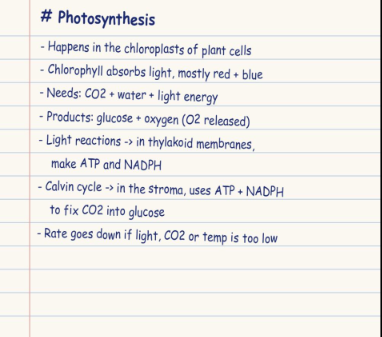 # Photosynthesis
- Happens in the chloroplasts of plant cells
- Chlorophyll absorbs light, mostly red + blue
- Needs: CO2 + water + light energy
- Products: glucose + oxygen (O2 released)
- Light reactions -> in thylakoid membranes,
make ATP and NADPH
- Calvin cycle -> in the stroma, uses ATP + NADPH
to fix CO2 into glucose
- Rate goes down if light, CO2 or temp is too low